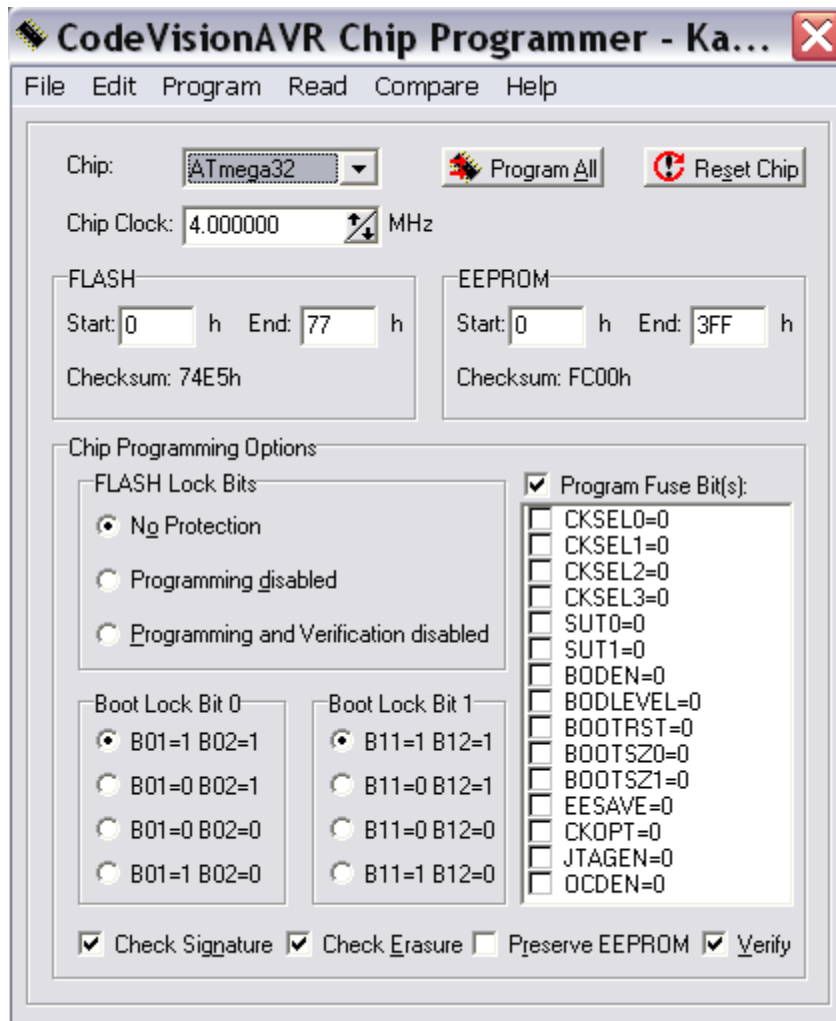 CodeVisionAVR Chip Programmer - Ka...
File Edit Program Read Compare Help
Chip: ATmega32 Program All Reset Chip
Chip Clock: 4.000000 MHz
FLASH EEPROM
Start: 0 h End: 77 h Start: 0 h End: 3FF h
Checksum: 74E5h Checksum: FC00h
Chip Programming Options
FLASH Lock Bits
No Protection
Programming disabled
Programming and Verification disabled
Boot Lock Bit 0
B01=1 B02=1
B01=0 B02=1
B01=0 B02=0
B01=1 B02=0
Boot Lock Bit 1
B11=1 B12=1
B11=0 B12=1
B11=0 B12=0
B11=1 B12=0
Program Fuse Bit(s):
CKSEL0=0
CKSEL1=0
CKSEL2=0
CKSEL3=0
SUT0=0
SUT1=0
BODEN=0
BODLEVEL=0
BOOTRST=0
BOOTSZ0=0
BOOTSZ1=0
EESAVE=0
CKOPT=0
JTAGEN=0
OCDEN=0
Check Signature Check Erasure Preserve EEPROM Verify